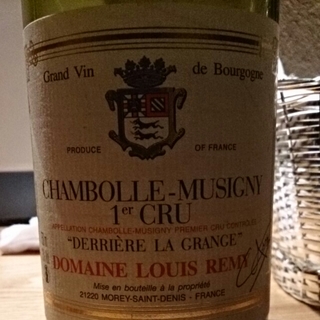 Grand Vin de Bourgogne
PRODUCE OF FRANCE
CHAMBOLLE-MUSIGNY
1er CRU
APPELLATION CHAMBOLLE-MUSIGNY PREMIER CRU CONTRÔLÉE
"DERRIÈRE LA GRANGE"
DOMAINE LOUIS REMY
Mise en bouteille à la propriété
21220 MOREY-SAINT-DENIS - FRANCE